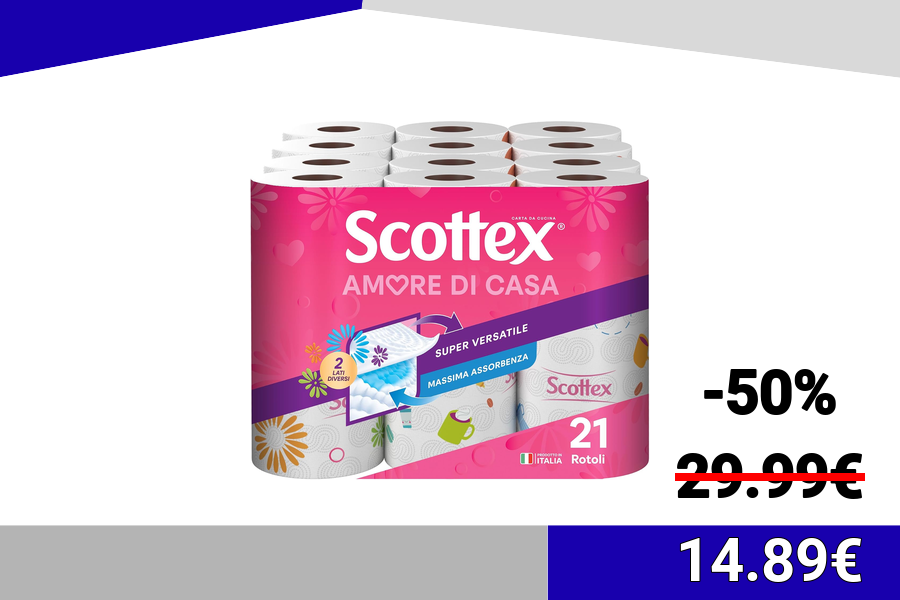 CARTA DA CUCINA
Scottex®
AMORE DI CASA
SUPER VERSATILE
MASSIMA ASSORBENZA
2
LATI
DIVERSI
Scottex
21
Rotoli
PRODOTTO IN
ITALIA
-50%
29.99€
14.89€